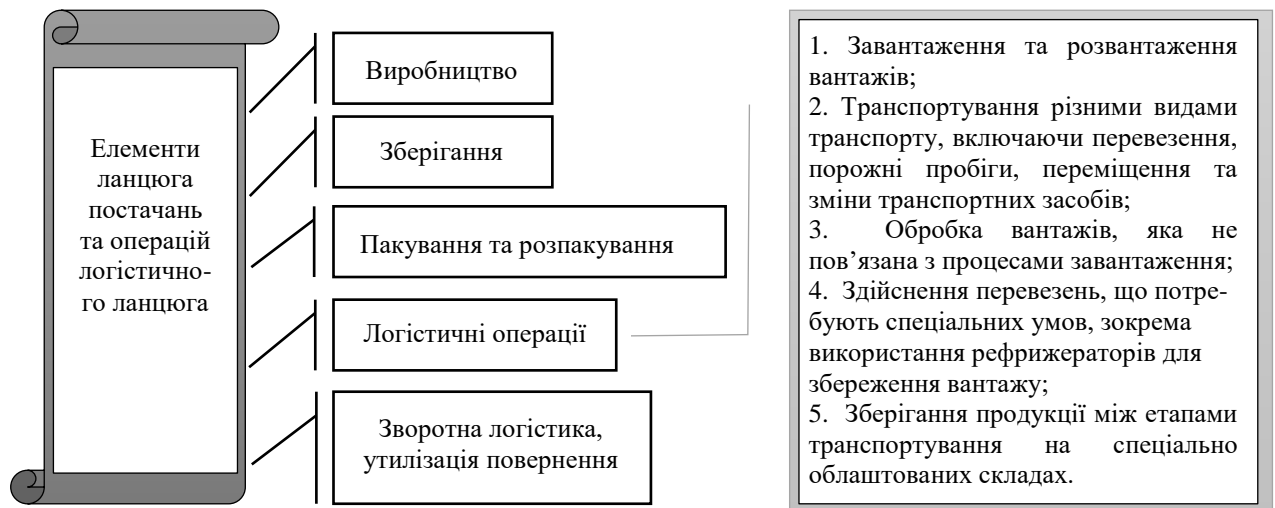 Елементи
ланцюга
постачань
та операцій
логістично-
го ланцюга
Виробництво
Зберігання
Пакування та розпакування
Логістичні операції
Зворотна логістика,
утилізація повернення
1. Завантаження та розвантаження
вантажів;
2. Транспортування різними видами
транспорту, включаючи перевезення,
порожні пробіги, переміщення та
зміни транспортних засобів;
3. Обробка вантажів, яка не
пов’язана з процесами завантаження;
4. Здійснення перевезень, що потре-
бують спеціальних умов, зокрема
використання рефрижераторів для
збереження вантажу;
5. Зберігання продукції між етапами
транспортування на спеціально
облаштованих складах.